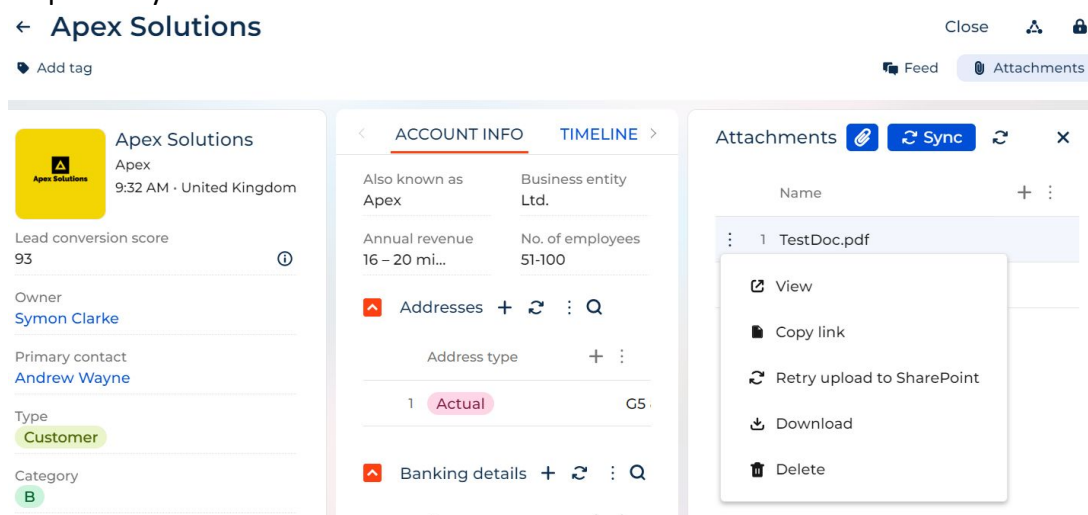 ← Apex Solutions
Close
Add tag
Feed
Attachments
Apex Solutions
Apex Solutions
Apex
9:32 AM · United Kingdom
Lead conversion score
93
Owner
Symon Clarke
Primary contact
Andrew Wayne
Type
Customer
Category
B
ACCOUNT INFO TIMELINE
Also known as Business entity
Apex Ltd.
Annual revenue No. of employees
16 – 20 mi... 51-100
Addresses
Address type
1 Actual G5
Banking details
Attachments Sync
Name
1 TestDoc.pdf
View
Copy link
Retry upload to SharePoint
Download
Delete